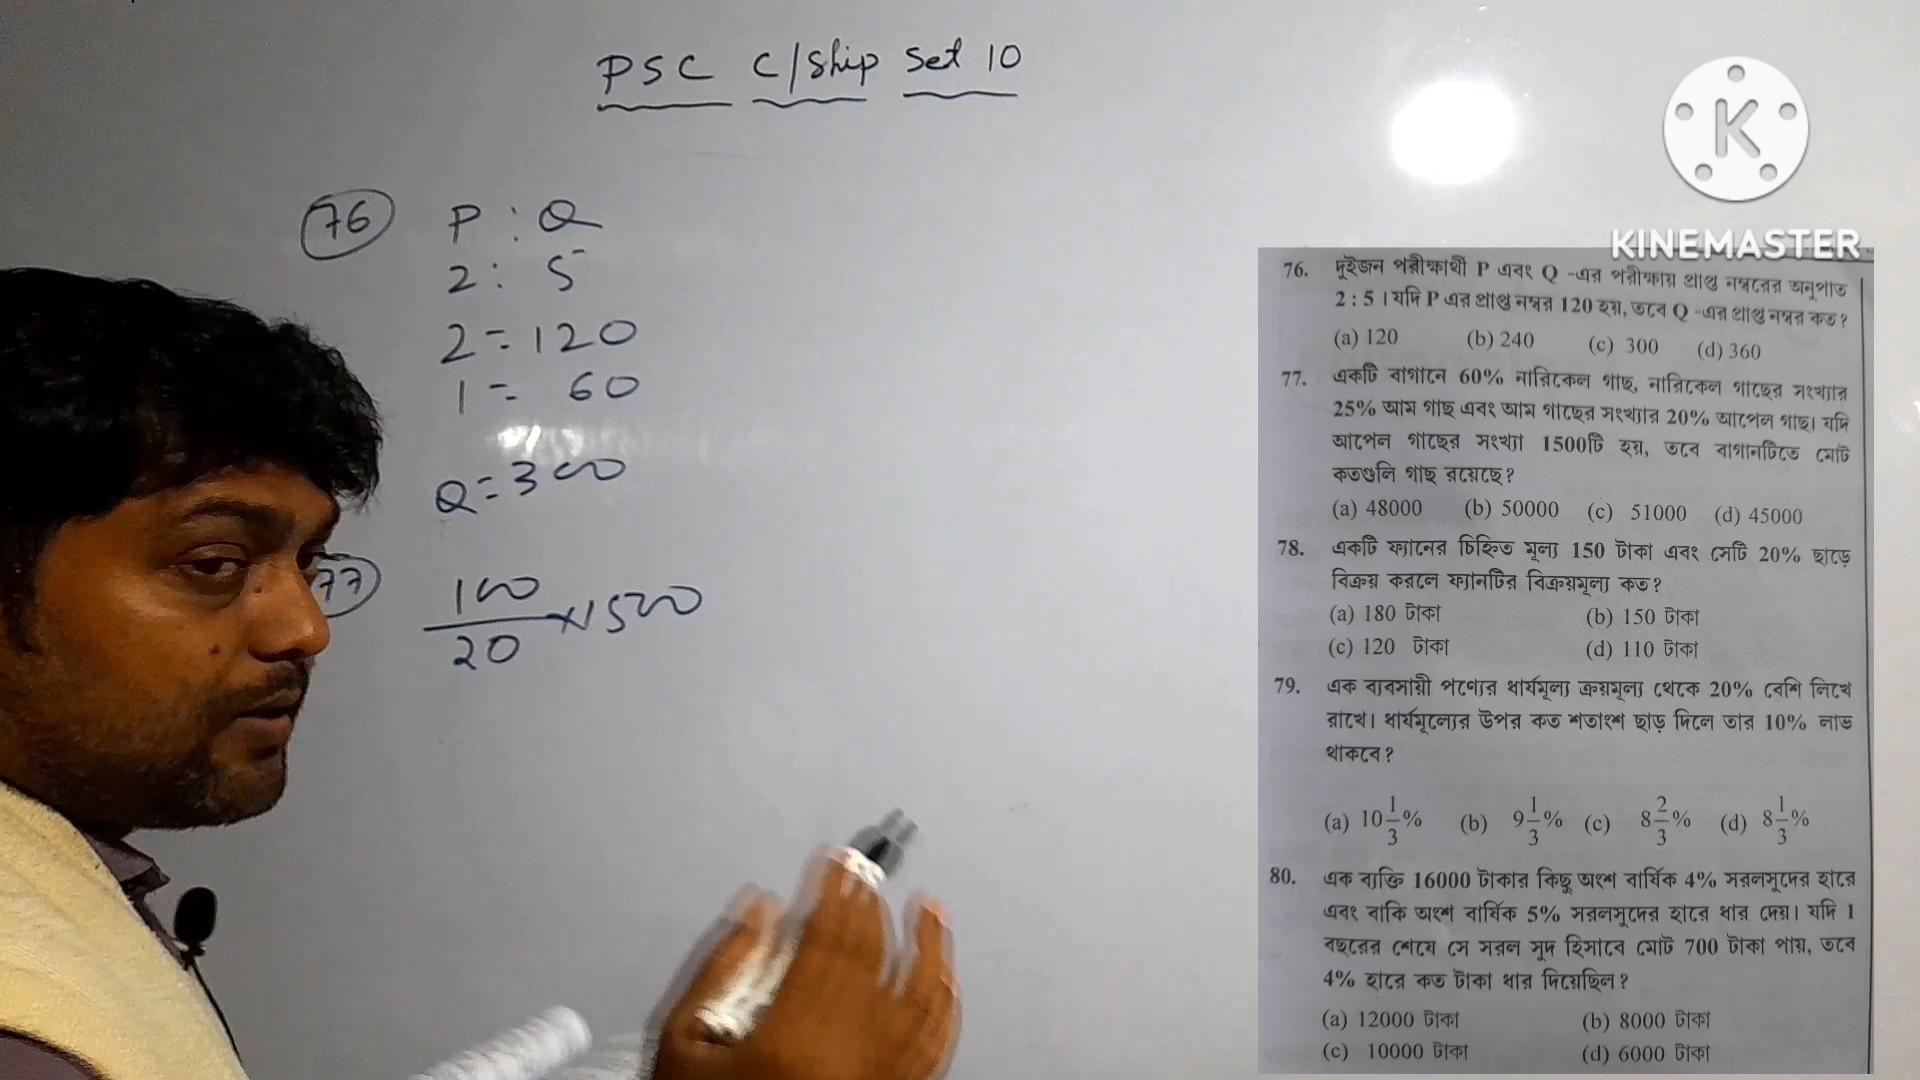 PSC C/Ship Set 10
76 P : Q
2 : 5
2 = 120
1 = 60
Q = 300
77 100/20 × 1500
KINEMASTER
76. দুইজন পরীক্ষার্থী P এবং Q -এর পরীক্ষায় প্রাপ্ত নম্বরের অনুপাত
2 : 5 । যদি P এর প্রাপ্ত নম্বর 120 হয়, তবে Q -এর প্রাপ্ত নম্বর কত?
(a) 120 (b) 240 (c) 300 (d) 360
77. একটি বাগানে 60% নারিকেল গাছ, নারিকেল গাছের সংখ্যার
25% আম গাছ এবং আম গাছের সংখ্যার 20% আপেল গাছ। যদি
আপেল গাছের সংখ্যা 1500টি হয়, তবে বাগানটিতে মোট
কতগুলি গাছ রয়েছে?
(a) 48000 (b) 50000 (c) 51000 (d) 45000
78. একটি ফ্যানের চিহ্নিত মূল্য 150 টাকা এবং সেটি 20% ছাড়ে
বিক্রয় করলে ফ্যানটির বিক্রয়মূল্য কত?
(a) 180 টাকা (b) 150 টাকা
(c) 120 টাকা (d) 110 টাকা
79. এক ব্যবসায়ী পণ্যের ধার্যমূল্য ক্রয়মূল্য থেকে 20% বেশি লিখে
রাখে। ধার্যমূল্যের উপর কত শতাংশ ছাড় দিলে তার 10% লাভ
থাকবে?
(a) 10 1/3% (b) 9 1/3% (c) 8 2/3% (d) 8 1/3%
80. এক ব্যক্তি 16000 টাকার কিছু অংশ বার্ষিক 4% সরলসুদের হারে
এবং বাকি অংশ বার্ষিক 5% সরলসুদের হারে ধার দেয়। যদি 1
বছরের শেষে সে সরল সুদ হিসাবে মোট 700 টাকা পায়, তবে
4% হারে কত টাকা ধার দিয়েছিল?
(a) 12000 টাকা (b) 8000 টাকা
(c) 10000 টাকা (d) 6000 টাকা